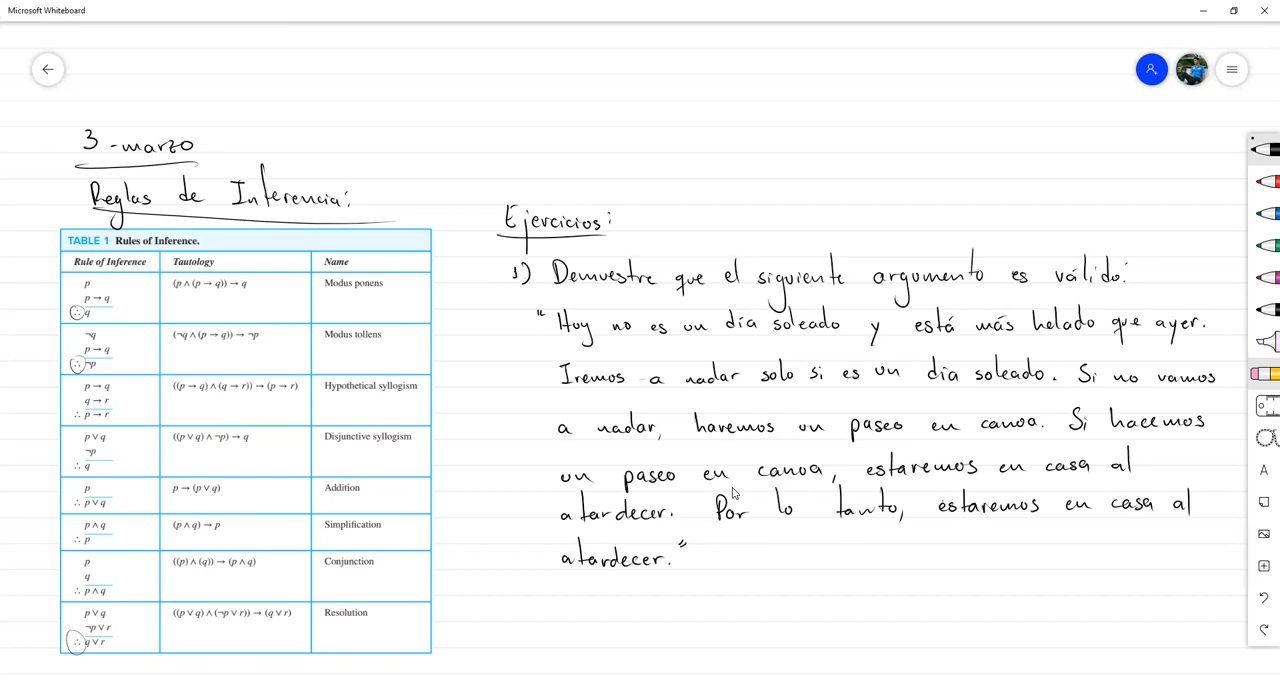 Microsoft Whiteboard
3 -marzo
Reglas de Inferencia:
TABLE 1 Rules of Inference.
Rule of Inference Tautology Name
p
p → q
∴ q
(p ∧ (p → q)) → q
Modus ponens
¬q
p → q
∴ ¬p
(¬q ∧ (p → q)) → ¬p
Modus tollens
p → q
q → r
∴ p → r
((p → q) ∧ (q → r)) → (p → r)
Hypothetical syllogism
p ∨ q
¬p
∴ q
((p ∨ q) ∧ ¬p) → q
Disjunctive syllogism
p
∴ p ∨ q
p → (p ∨ q)
Addition
p ∧ q
∴ p
(p ∧ q) → p
Simplification
p
q
∴ p ∧ q
((p) ∧ (q)) → (p ∧ q)
Conjunction
p ∨ q
¬p ∨ r
∴ q ∨ r
((p ∨ q) ∧ (¬p ∨ r)) → (q ∨ r)
Resolution
Ejercicios:
1) Demuestre que el siguiente argumento es válido:
" Hoy no es un día soleado y está más helado que ayer.
Iremos a nadar solo si es un día soleado. Si no vamos
a nadar, haremos un paseo en canoa. Si hacemos
un paseo en canoa, estaremos en casa al
atardecer. Por lo tanto, estaremos en casa al
atardecer."
A